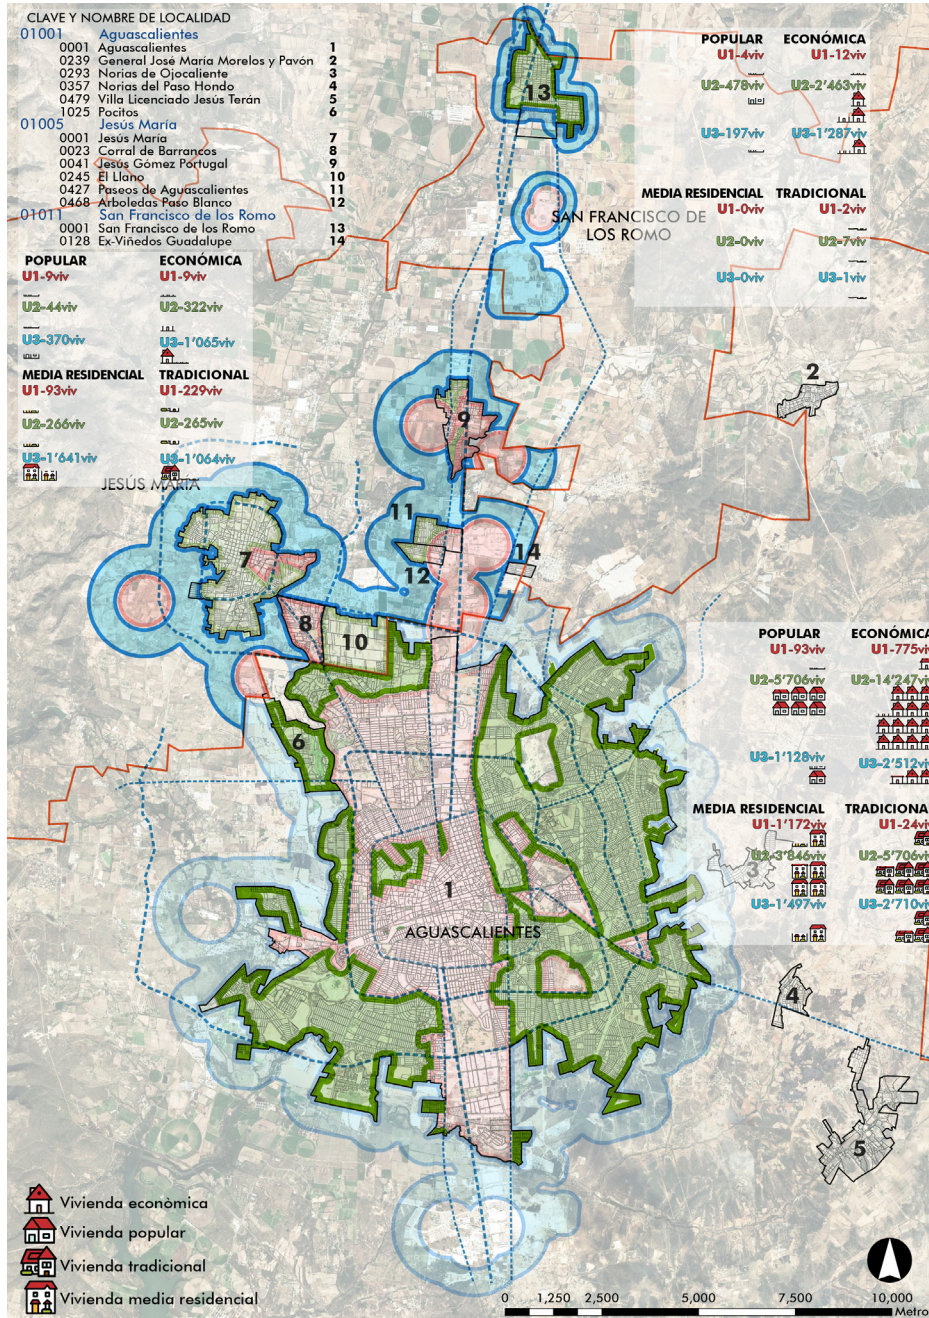 CLAVE Y NOMBRE DE LOCALIDAD
01001 Aguascalientes
0001 Aguascalientes 1
0239 General José María Morelos y Pavón 2
0293 Norias de Ojocaliente 3
0357 Norias del Paso Hondo 4
0479 Villa Licenciado Jesús Terán 5
1025 Pocitos 6
01005 Jesús María
0001 Jesús María 7
0023 Corral de Barrancos 8
0041 Jesús Gómez Portugal 9
0245 El Llano 10
0427 Paseos de Aguascalientes 11
0468 Arboledas Paso Blanco 12
01011 San Francisco de los Romo
0001 San Francisco de los Romo 13
0128 Ex-Viñedos Guadalupe 14
POPULAR ECONÓMICA
U1-9viv U1-9viv
U2-44viv U2-322viv
U3-370viv U3-1'065viv
MEDIA RESIDENCIAL TRADICIONAL
U1-93viv U1-229viv
U2-266viv U2-265viv
U3-1'641viv U3-1'064viv
JESÚS MARÍA
POPULAR ECONÓMICA
U1-4viv U1-12viv
U2-478viv U2-2'463viv
U3-197viv U3-1'287viv
MEDIA RESIDENCIAL TRADICIONAL
U1-0viv U1-2viv
SAN FRANCISCO DE
LOS ROMO
U2-0viv U2-7viv
U3-0viv U3-1viv
13
2
9
11
14
7
12
8
10
6
POPULAR ECONÓMICA
U1-93viv U1-775viv
U2-5'706viv U2-14'247viv
U3-1'128viv U3-2'512viv
MEDIA RESIDENCIAL TRADICIONAL
U1-1'172viv U1-24viv
U2-3'846viv U2-5'706viv
U3-1'497viv U3-2'710viv
3
1
AGUASCALIENTES
4
5
Vivienda econòmica
Vivienda popular
Vivienda tradicional
Vivienda media residencial
0 1,250 2,500 5,000 7,500 10,000
Metro